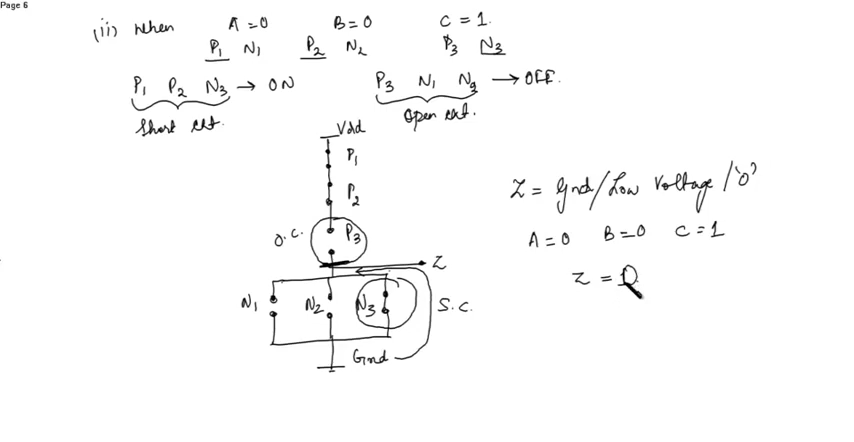 Page 6
(ii) When A=0 B=0 C=1.
P1 N1 P2 N2 P3 N3
P1 P2 N3 → ON P3 N1 N2 → OFF.
Short ckt. Open ckt.
Vdd
P1
P2
O.C. P3
Z
N1 N2 N3 S.C.
Gnd
Z = Gnd/Low Voltage/'0'
A=0 B=0 C=1
Z = 0